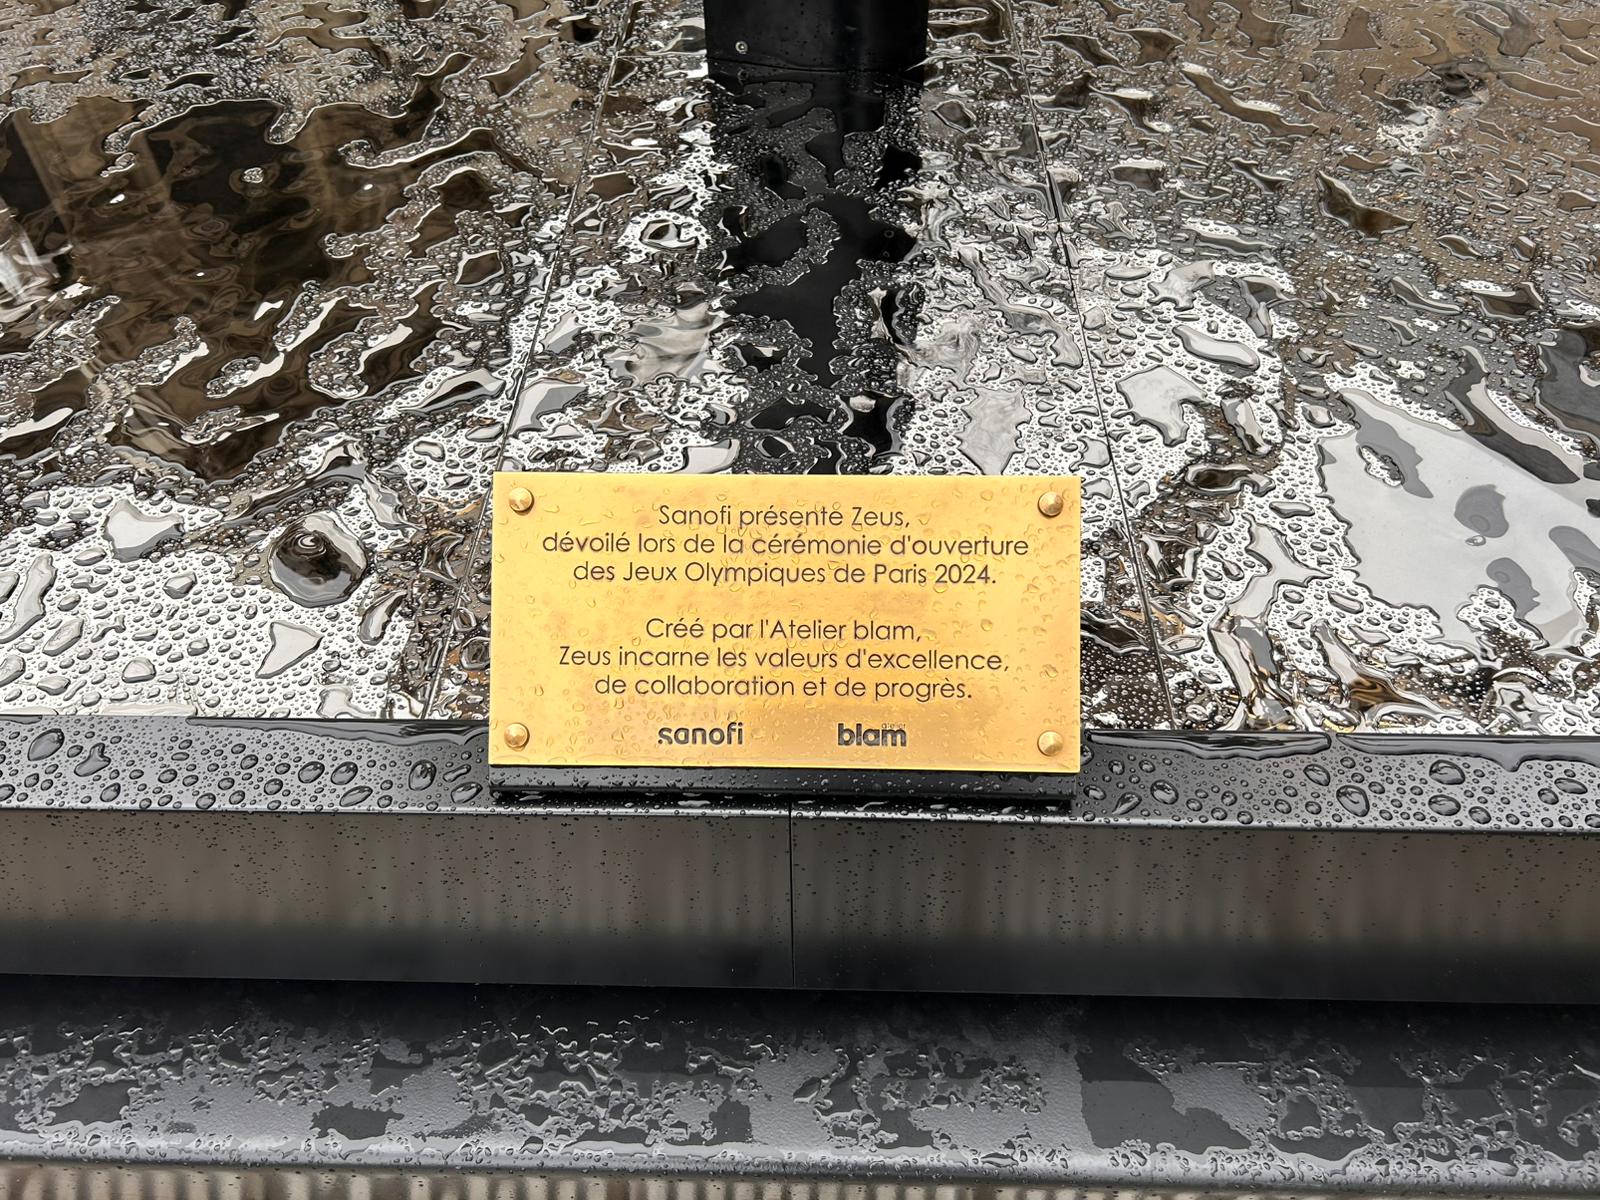 Sanofi présente Zeus,
dévoilé lors de la cérémonie d'ouverture
des Jeux Olympiques de Paris 2024.
Créé par l'Atelier blam,
Zeus incarne les valeurs d'excellence,
de collaboration et de progrès.
sanofi
atelier
blam